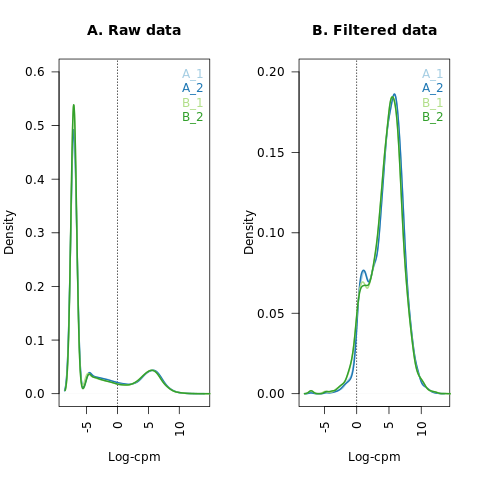 A. Raw data
0.6
0.5
0.4
0.3
0.2
0.1
0.0
Density
A_1
A_2
B_1
B_2
-5
0
5
10
Log-cpm
B. Filtered data
0.20
0.15
0.10
0.05
0.00
Density
A_1
A_2
B_1
B_2
-5
0
5
10
Log-cpm